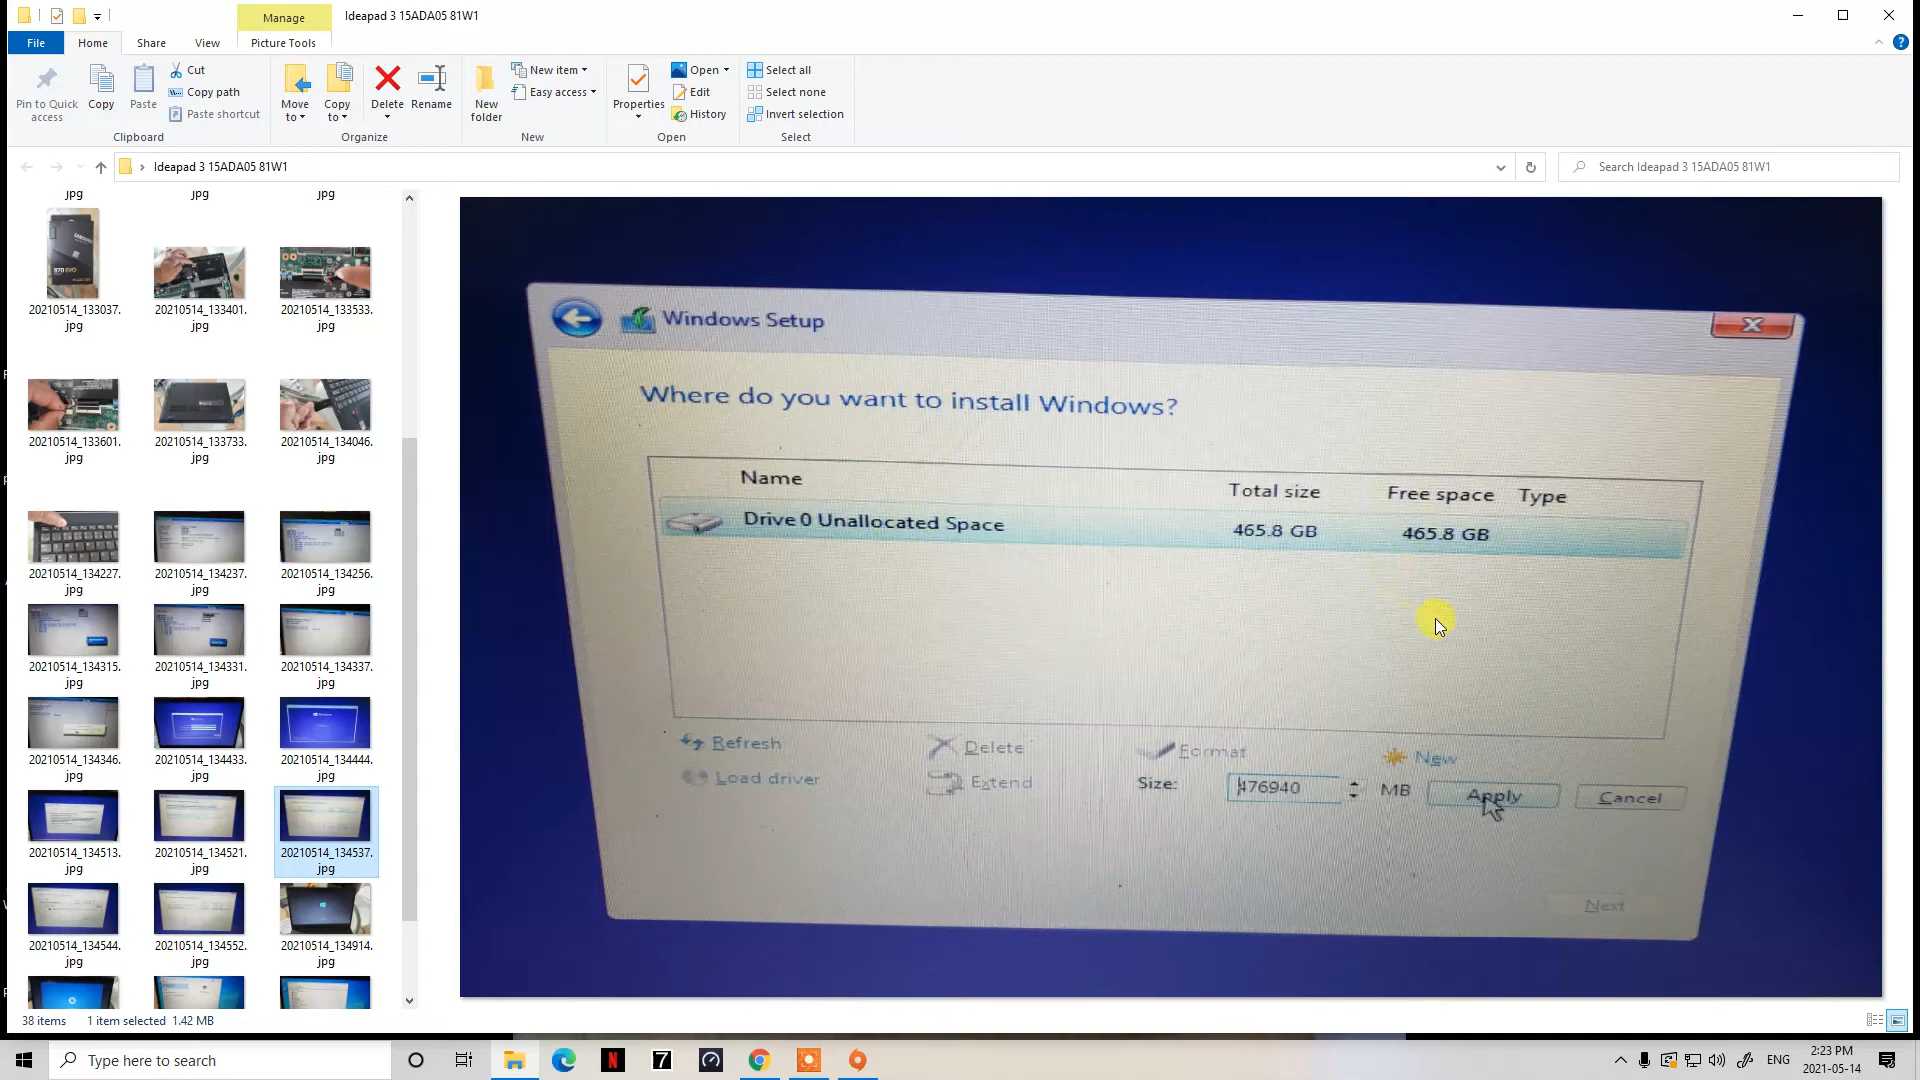 Manage
Ideapad 3 15ADA05 81W1
File
Home
Share
View
Picture Tools
Pin to Quick access
Copy
Paste
Cut
Copy path
Paste shortcut
Clipboard
Move to
Copy to
Delete
Rename
Organize
New folder
New item
Easy access
New
Properties
Open
Edit
History
Open
Select all
Select none
Invert selection
Select
Ideapad 3 15ADA05 81W1
Search Ideapad 3 15ADA05 81W1
jpg
jpg
jpg
20210514_133037.jpg
20210514_133401.jpg
20210514_133533.jpg
20210514_133601.jpg
20210514_133733.jpg
20210514_134046.jpg
20210514_134227.jpg
20210514_134237.jpg
20210514_134256.jpg
20210514_134315.jpg
20210514_134331.jpg
20210514_134337.jpg
20210514_134346.jpg
20210514_134433.jpg
20210514_134444.jpg
20210514_134513.jpg
20210514_134521.jpg
20210514_134537.jpg
20210514_134544.jpg
20210514_134552.jpg
20210514_134914.jpg
Windows Setup
Where do you want to install Windows?
Name Total size Free space Type
Drive 0 Unallocated Space 465.8 GB 465.8 GB
Refresh Delete Format New
Load driver Extend Size: 476940 MB Apply Cancel
Next
38 items 1 item selected 1.42 MB
Type here to search
ENG
2:23 PM
2021-05-14